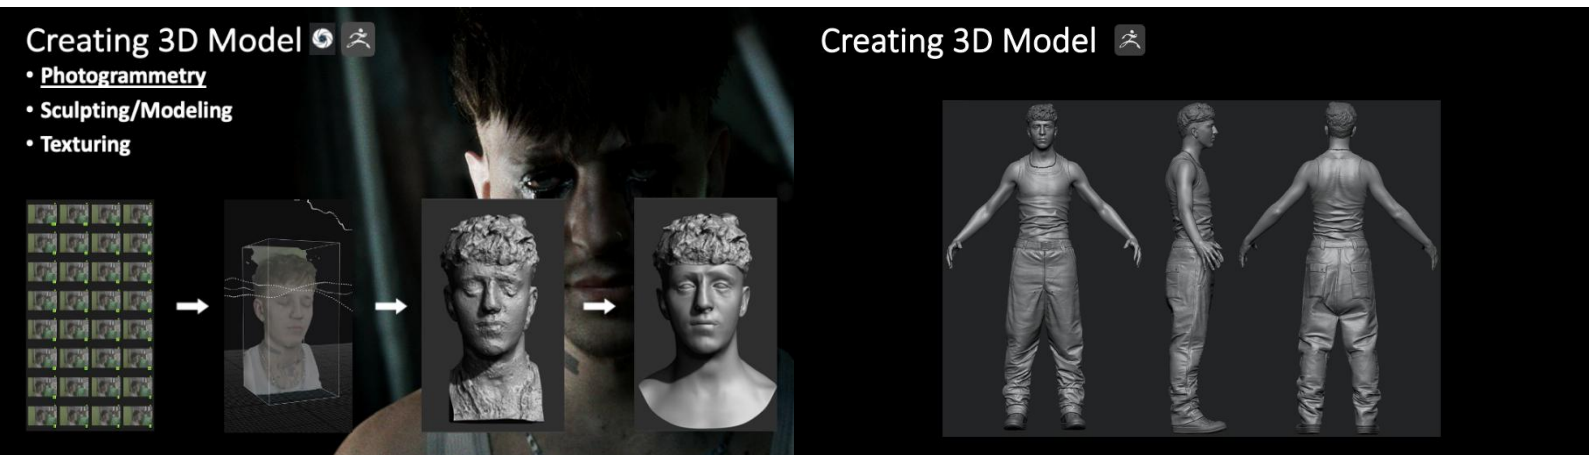 Creating 3D Model
• Photogrammetry
• Sculpting/Modeling
• Texturing
Creating 3D Model